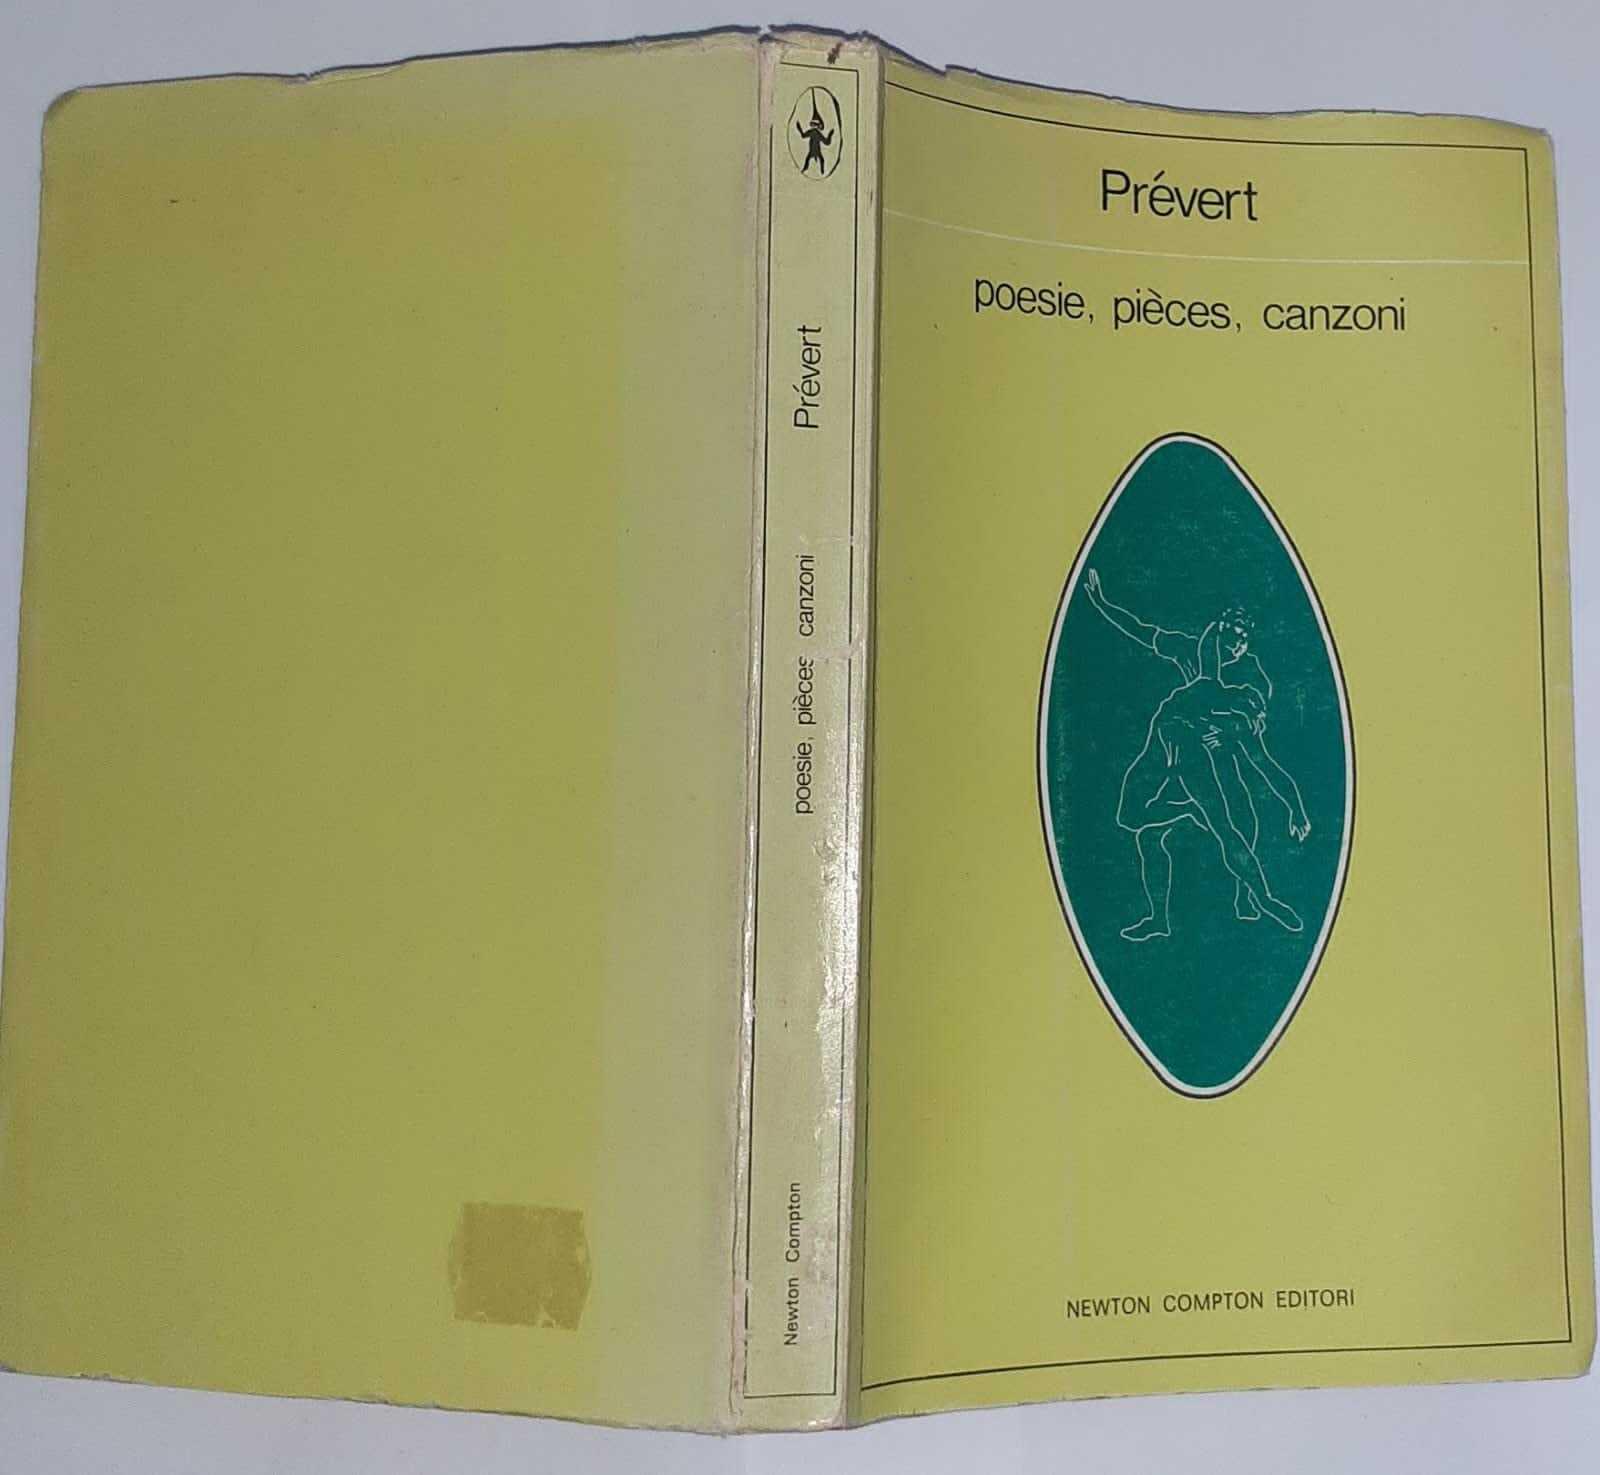 Prévert
poesie, pièces, canzoni
NEWTON COMPTON EDITORI
Prévert
poesie, pièces canzoni
Newton Compton